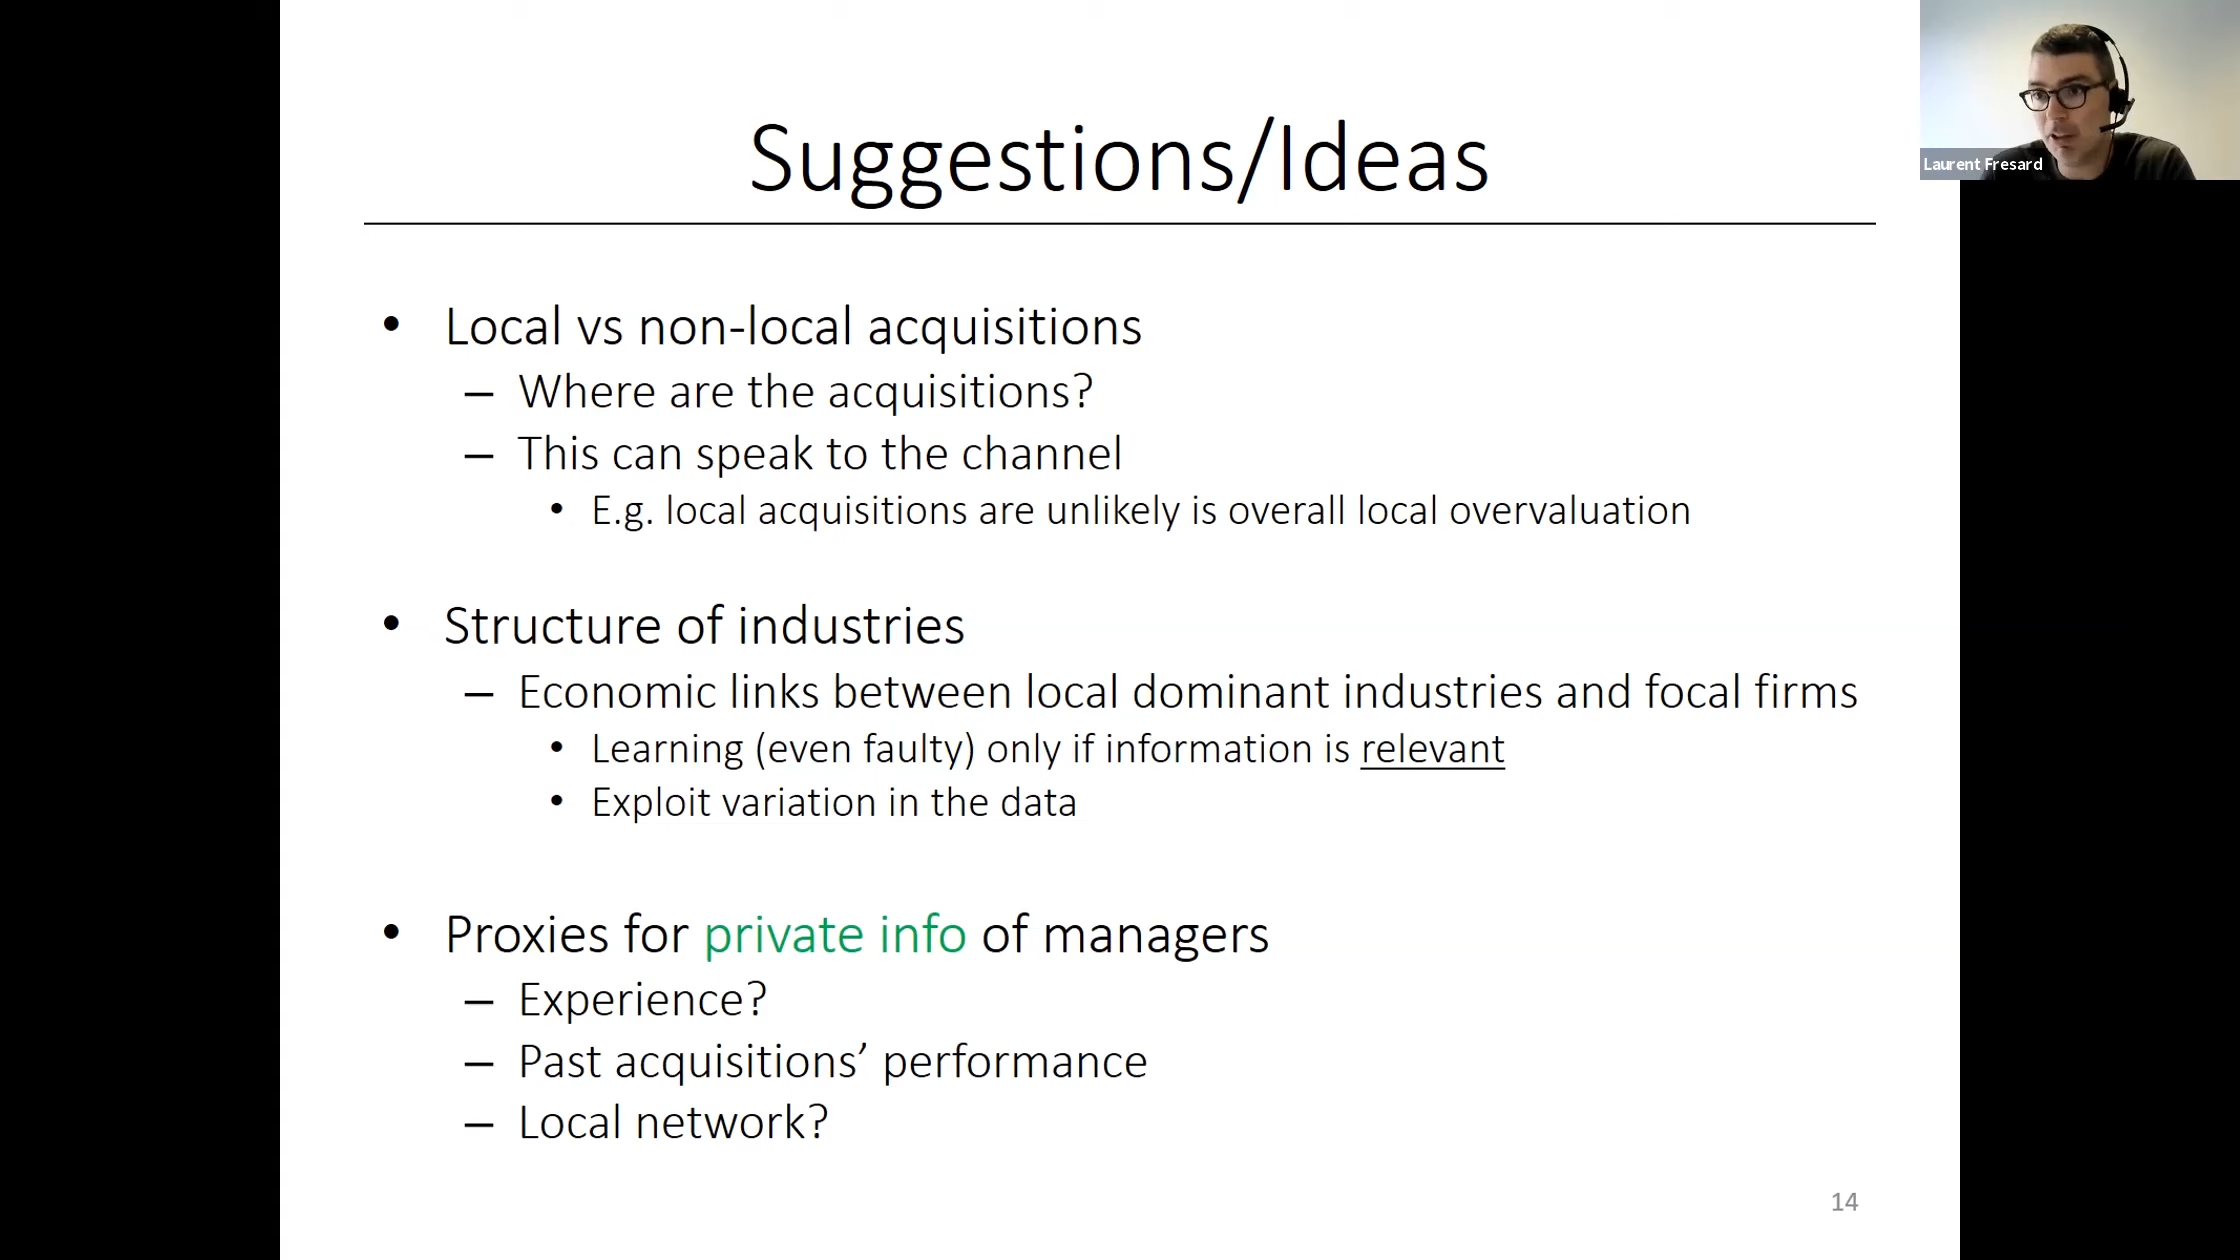 Suggestions/Ideas
Laurent Fresard
• Local vs non-local acquisitions
– Where are the acquisitions?
– This can speak to the channel
• E.g. local acquisitions are unlikely is overall local overvaluation
• Structure of industries
– Economic links between local dominant industries and focal firms
• Learning (even faulty) only if information is relevant
• Exploit variation in the data
• Proxies for private info of managers
– Experience?
– Past acquisitions’ performance
– Local network?
14